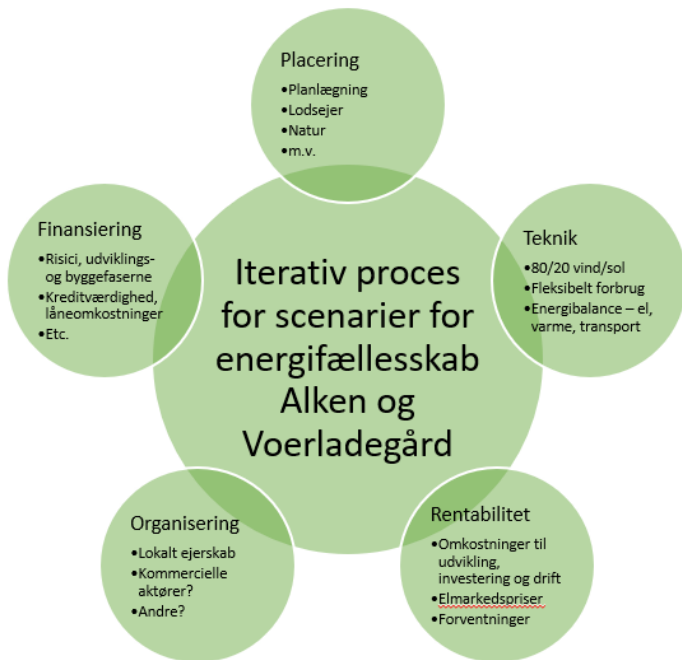 Placering
•Planlægning
•Lodsejer
•Natur
•m.v.
Finansiering
•Risici, udviklings-
og byggefaserne
•Kreditværdighed,
låneomkostninger
•Etc.
Iterativ proces
for scenarier for
energifællesskab
Alken og
Voerladegård
Teknik
•80/20 vind/sol
•Fleksibelt forbrug
•Energibalance – el,
varme, transport
Organisering
•Lokalt ejerskab
•Kommercielle
aktører?
•Andre?
Rentabilitet
•Omkostninger til
udvikling,
investering og drift
•Elmarkedspriser
•Forventninger